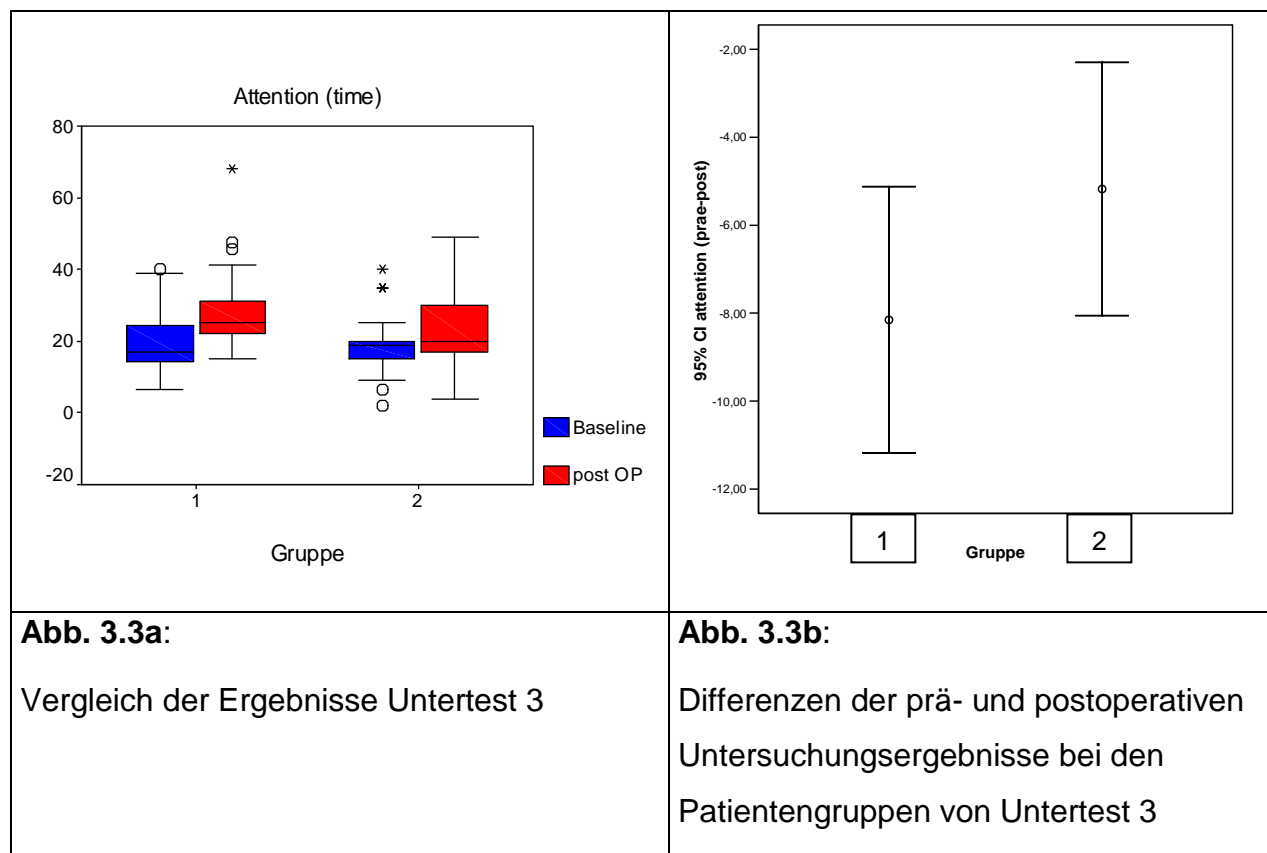 Attention (time)
80
60
40
20
0
-20
1
2
Gruppe
Baseline
post OP
-2,00
-4,00
-6,00
-8,00
-10,00
-12,00
95% CI attention (prae-post)
1
Gruppe
2
Abb. 3.3a:
Vergleich der Ergebnisse Untertest 3
Abb. 3.3b:
Differenzen der prä- und postoperativen
Untersuchungsergebnisse bei den
Patientengruppen von Untertest 3